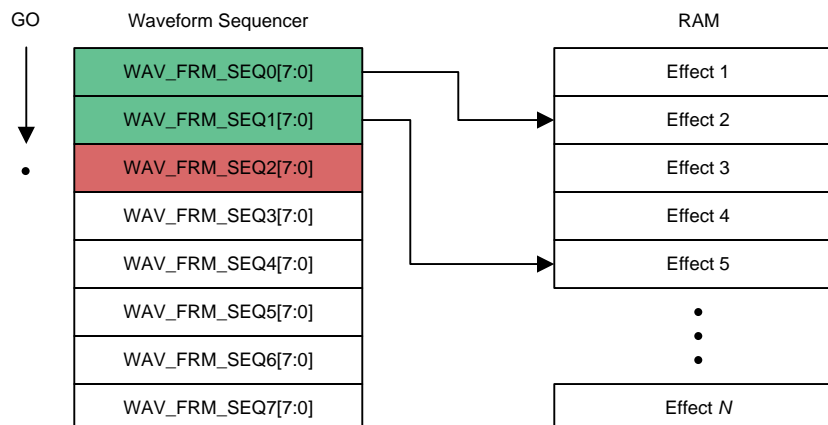 GO
Waveform Sequencer
RAM
WAV_FRM_SEQ0[7:0]
Effect 1
WAV_FRM_SEQ1[7:0]
Effect 2
WAV_FRM_SEQ2[7:0]
Effect 3
WAV_FRM_SEQ3[7:0]
Effect 4
WAV_FRM_SEQ4[7:0]
Effect 5
WAV_FRM_SEQ5[7:0]
WAV_FRM_SEQ6[7:0]
WAV_FRM_SEQ7[7:0]
Effect N